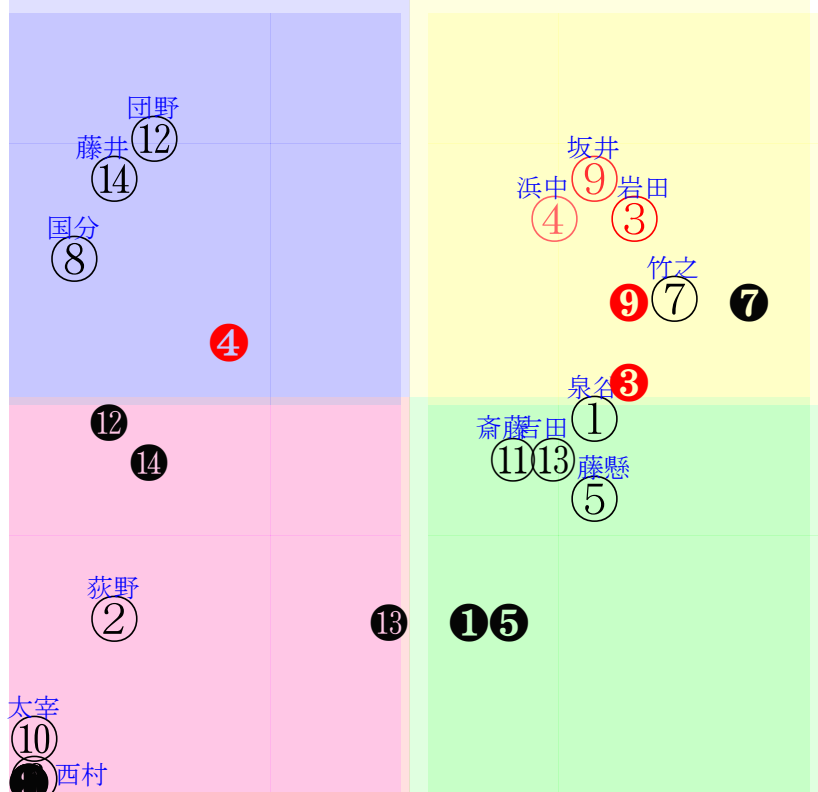 団野
⑫
藤井
⑭
坂井
⑨
浜中
④
岩田
③
国分
⑧
竹之
⑦
❾
❼
❹
泉谷
❸
①
⓬
斎藤
吉田
⑪
⑬
⓮
藤懸
⑤
荻野
②
⓭
❶
❺
太宰
⑩
西村